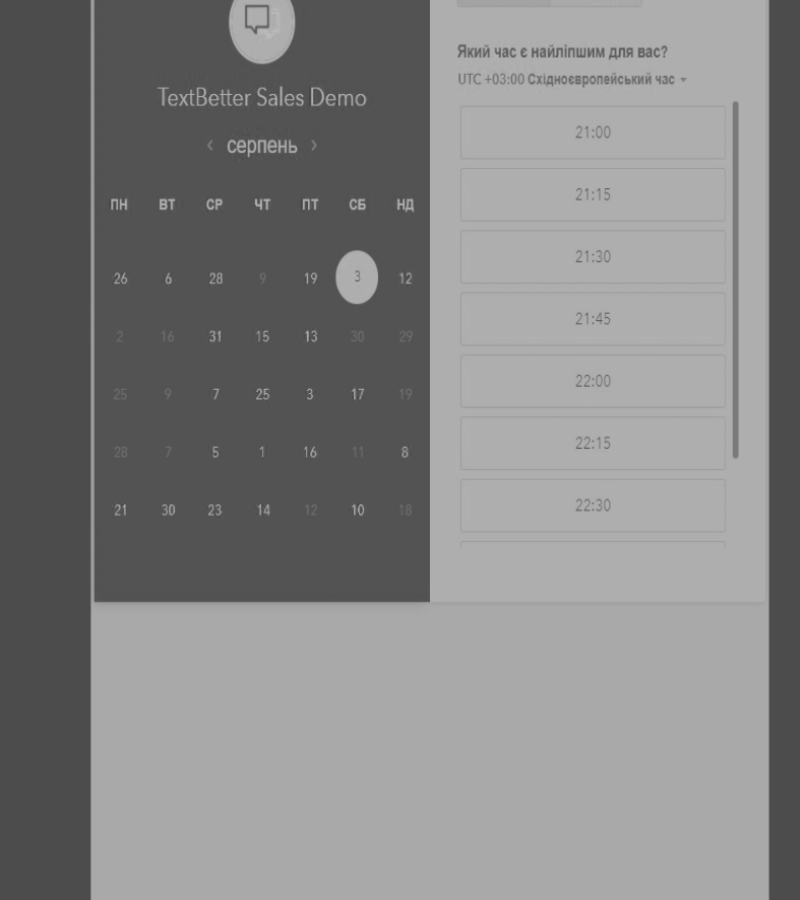 TextBetter Sales Demo
‹ серпень ›
ПН ВТ СР ЧТ ПТ СБ НД
26 6 28 9 19 3 12
2 16 31 15 13 30 29
25 9 7 25 3 17 19
28 7 5 1 16 11 8
21 30 23 14 12 10 18
Який час є найліпшим для вас?
UTC +03:00 Східноєвропейський час
21:00
21:15
21:30
21:45
22:00
22:15
22:30